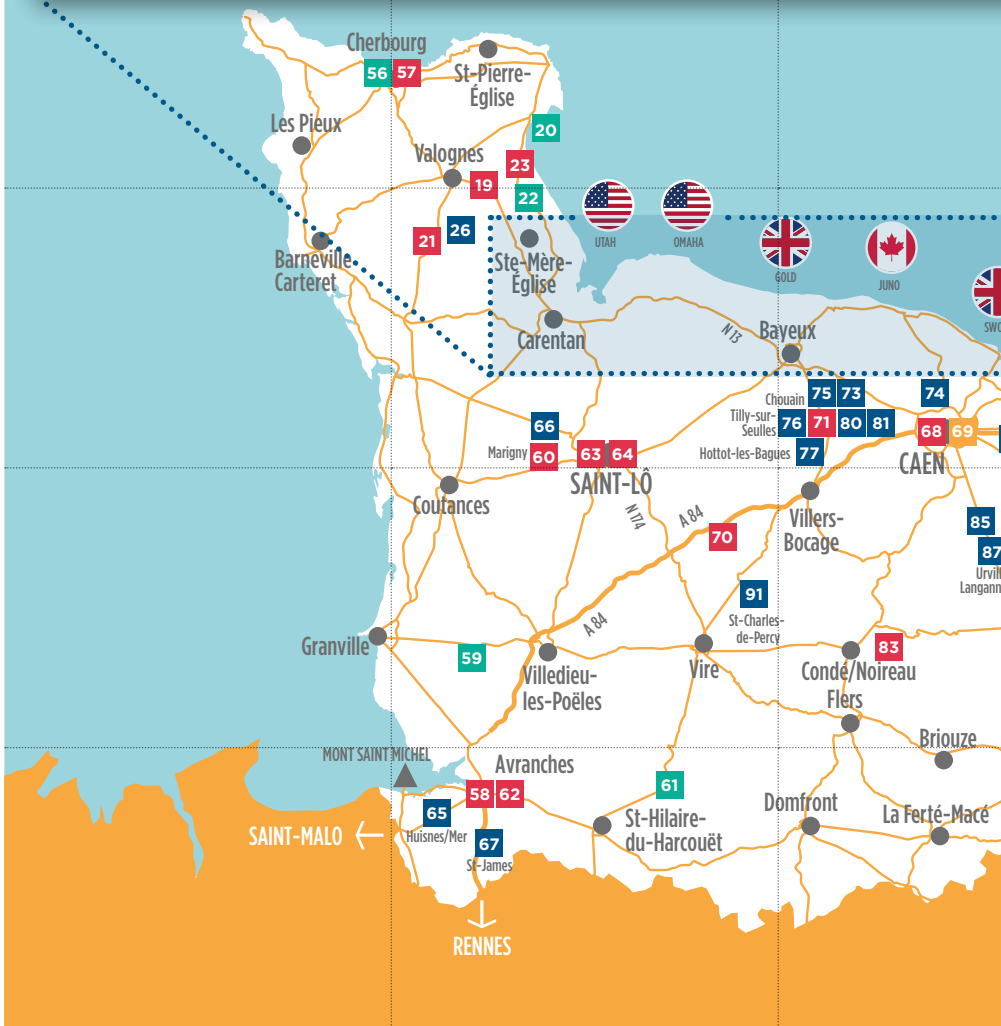 Cherbourg
56
57
St-Pierre-
Église
20
Les Pieux
Valognes
23
19
22
26
21
UTAH
OMAHA
GOLD
JUNO
Barneville
Carteret
Ste-Mère-
Église
Carentan
N 13
Bayeux
Chouain
75
73
74
Tilly-sur-
Seulles
76
71
80
81
68
69
CAEN
Hottot-les-Bagues
77
66
Marigny
60
63
64
SAINT-LÔ
Coutances
N 174
A 84
70
Villers-
Bocage
85
87
91
St-Charles-
de-Percy
A 84
Granville
59
Villedieu-
les-Poëles
Vire
83
Condé/Noireau
Flers
Briouze
MONT SAINT MICHEL
Avranches
58
62
61
65
Huisnes/Mer
SAINT-MALO
67
St-James
St-Hilaire-
du-Harcouët
Domfront
La Ferté-Macé
RENNES